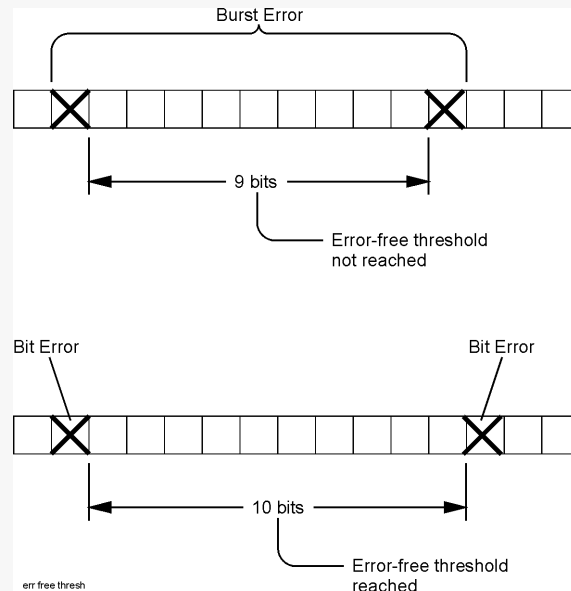 Burst Error
9 bits
Error-free threshold
not reached
Bit Error
Bit Error
10 bits
Error-free threshold
reached
err free thresh